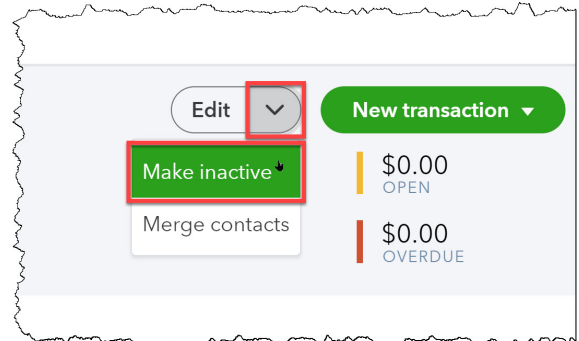 Edit
New transaction
Make inactive
Merge contacts
$0.00
OPEN
$0.00
OVERDUE